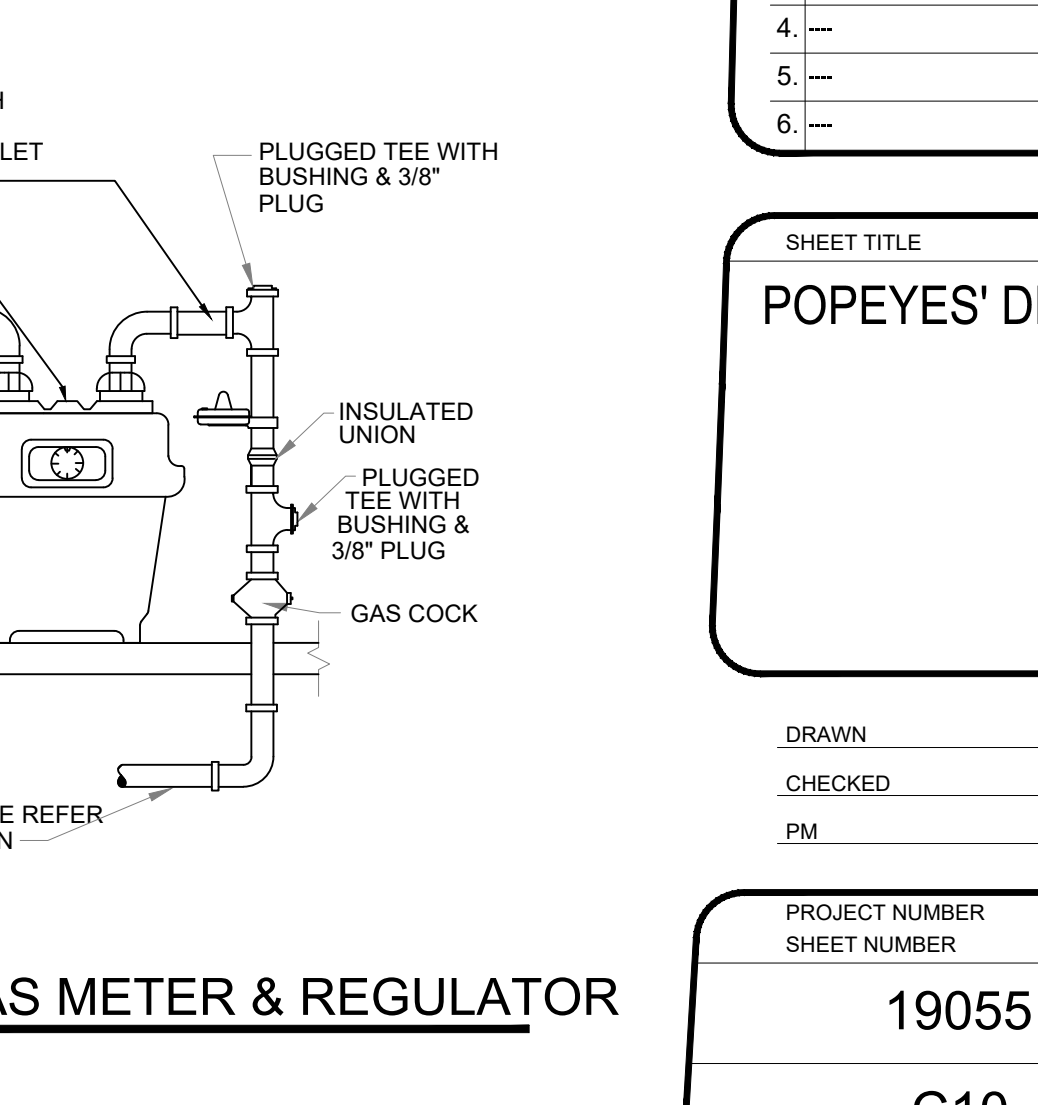 4. ----
5. ----
6. ----
LET
PLUGGED TEE WITH
BUSHING & 3/8"
PLUG
INSULATED
UNION
PLUGGED
TEE WITH
BUSHING &
3/8" PLUG
GAS COCK
E REFER
N
AS METER & REGULATOR
SHEET TITLE
POPEYES' D
DRAWN
CHECKED
PM
PROJECT NUMBER
SHEET NUMBER
19055